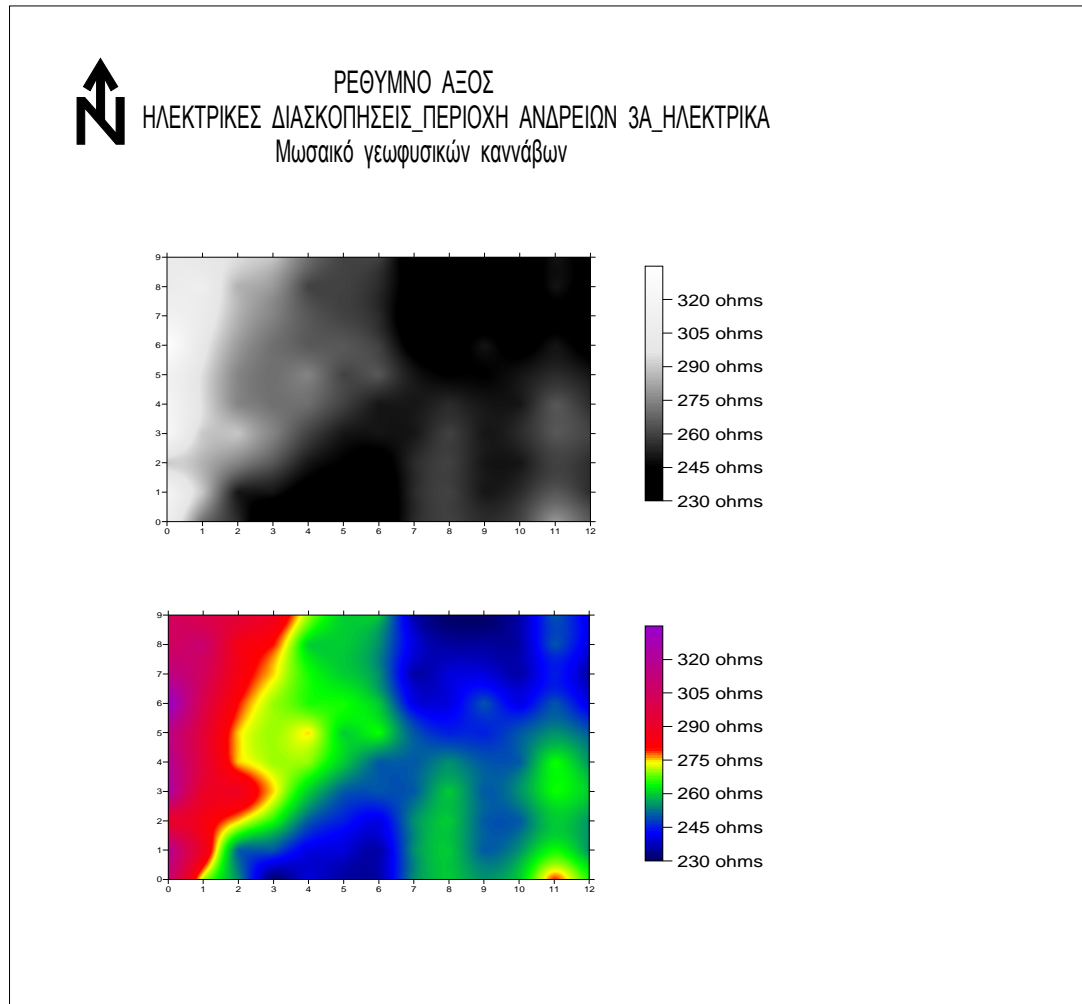 N
ΡΕΘΥΜΝΟ ΑΞΟΣ
ΗΛΕΚΤΡΙΚΕΣ ΔΙΑΣΚΟΠΗΣΕΙΣ_ΠΕΡΙΟΧΗ ΑΝΔΡΕΙΩΝ 3Α_ΗΛΕΚΤΡΙΚΑ
Μωσαικό γεωφυσικών καννάβων
9
8
7
6
5
4
3
2
1
0
0 1 2 3 4 5 6 7 8 9 10 11 12
320 ohms
305 ohms
290 ohms
275 ohms
260 ohms
245 ohms
230 ohms
9
8
7
6
5
4
3
2
1
0
0 1 2 3 4 5 6 7 8 9 10 11 12
320 ohms
305 ohms
290 ohms
275 ohms
260 ohms
245 ohms
230 ohms